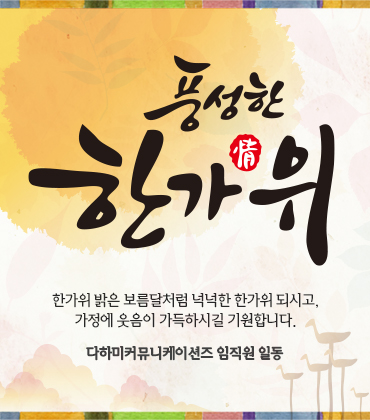 풍성한
한가위
情
한가위 밝은 보름달처럼 넉넉한 한가위 되시고,
가정에 웃음이 가득하시길 기원합니다.
다하미커뮤니케이션즈 임직원 일동